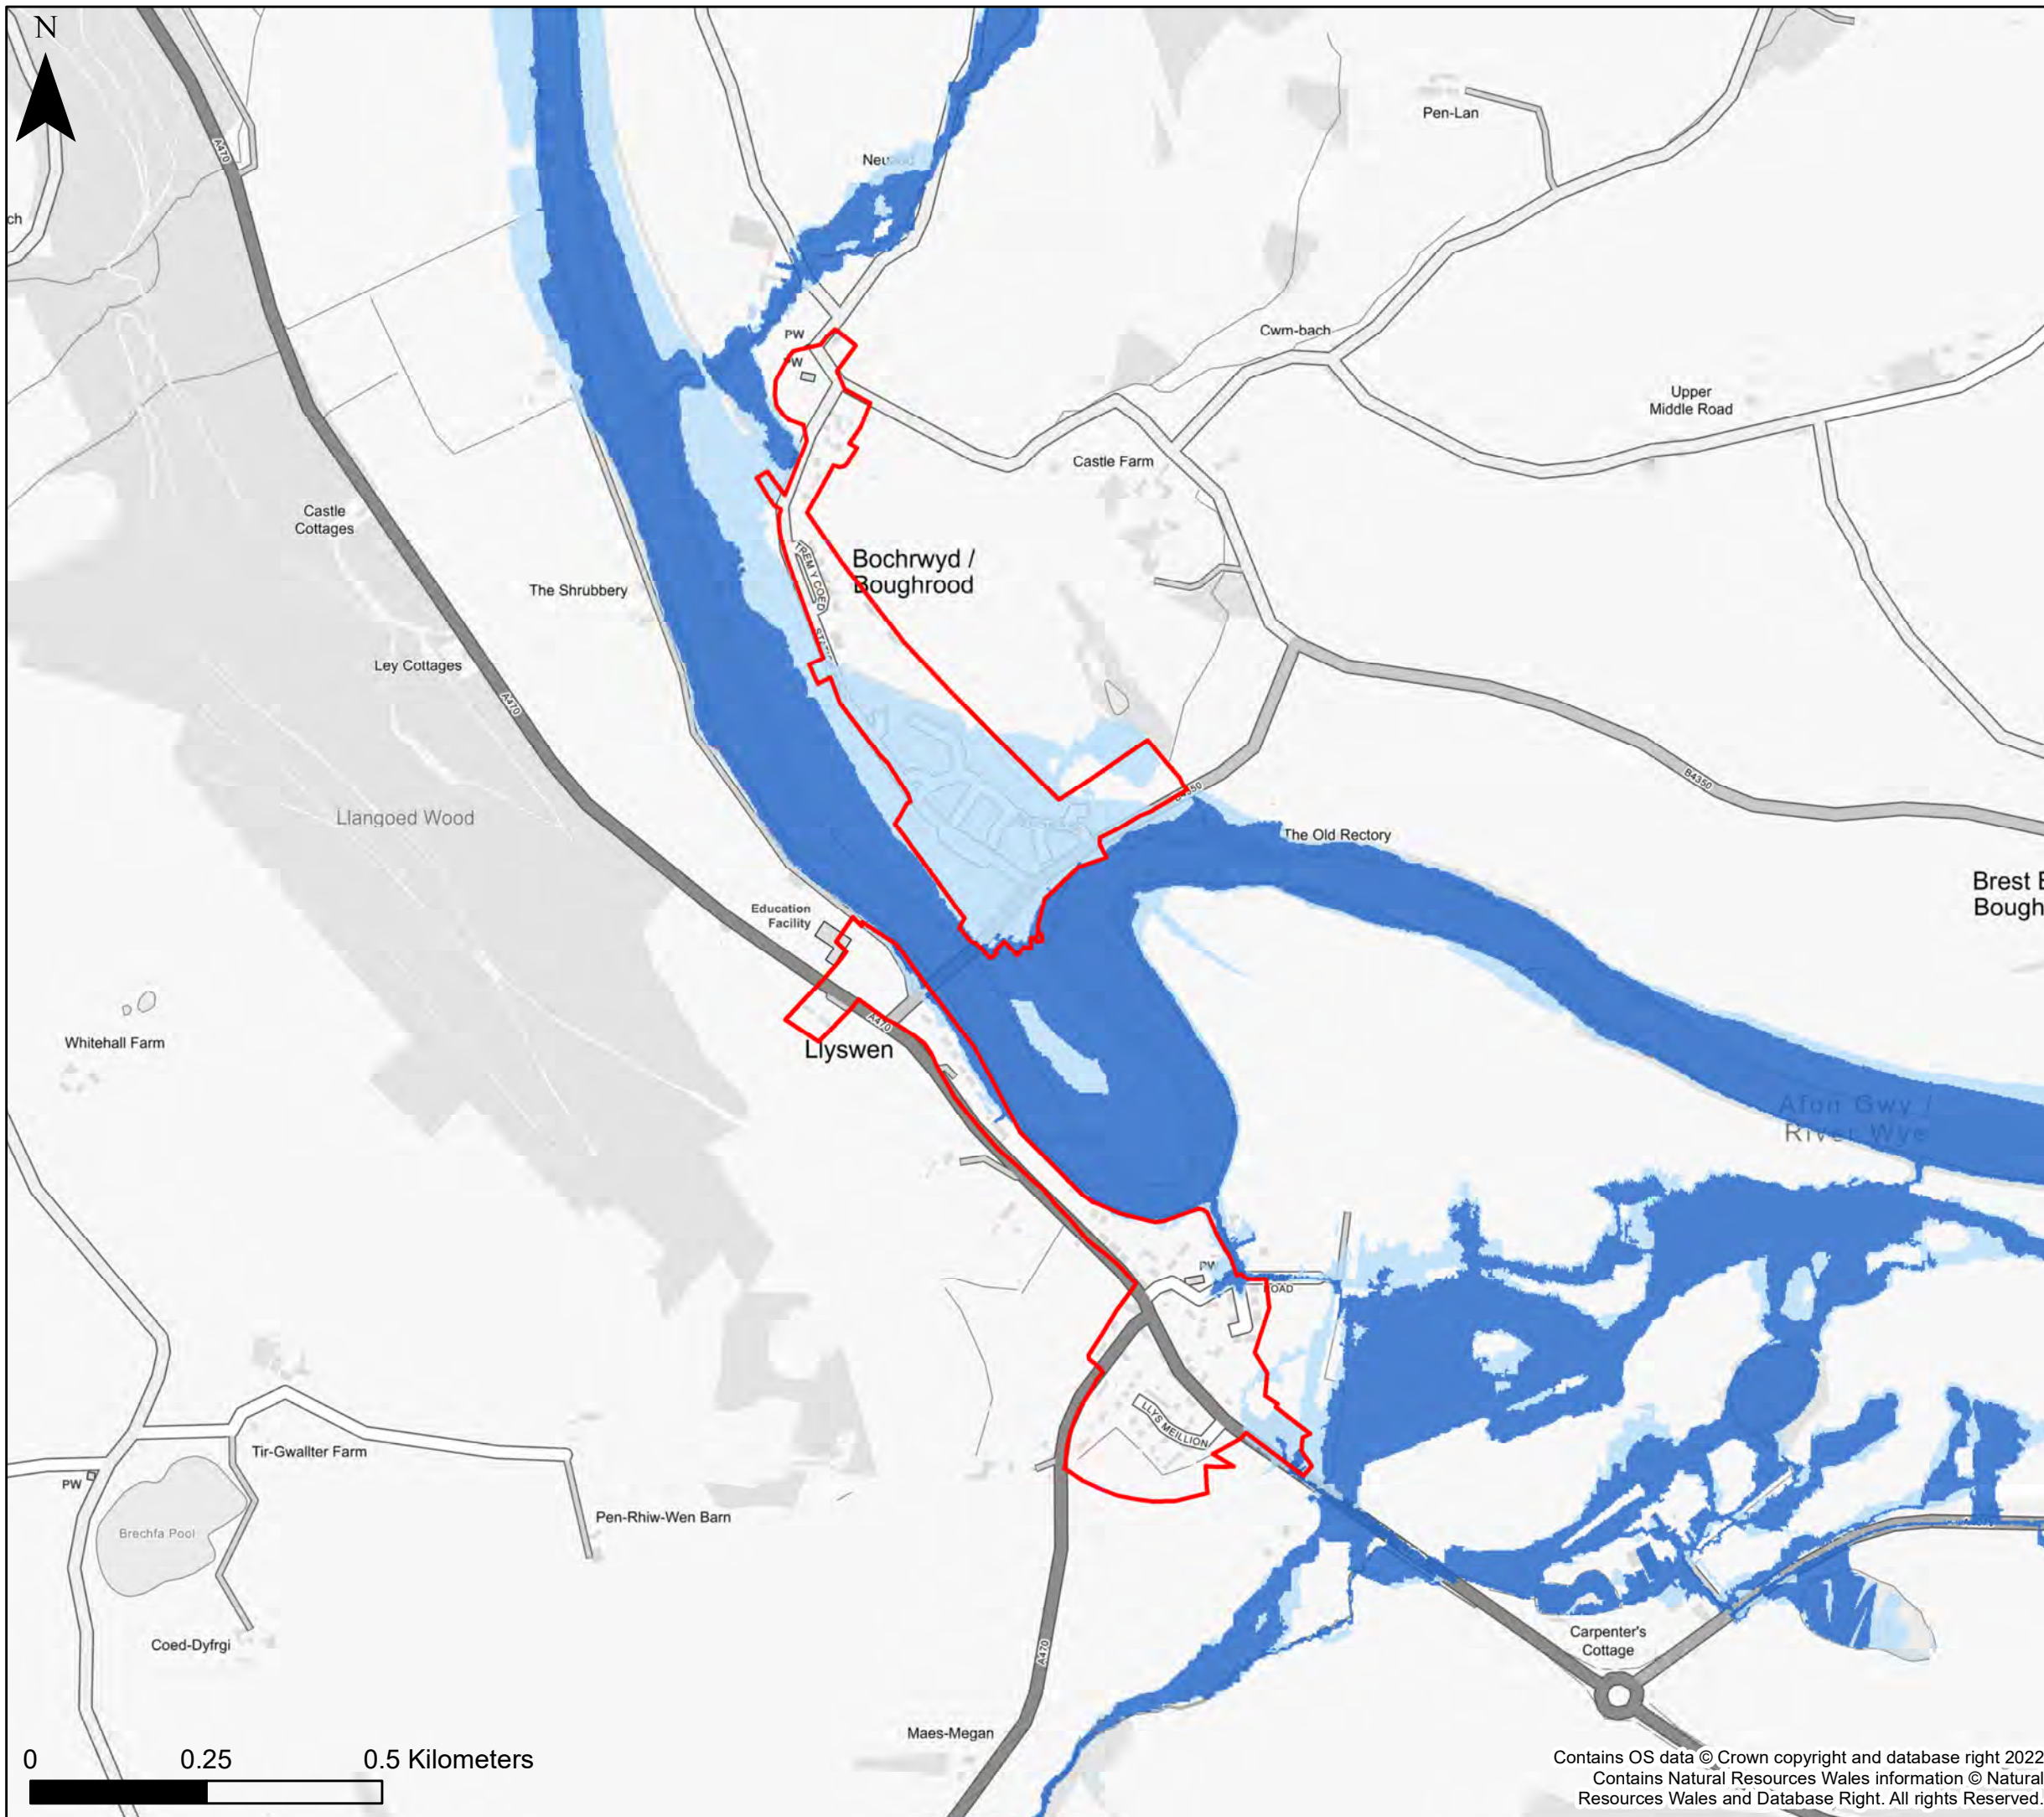 N
A470
ch
Pen-Lan
PW
PW
Cwm-bach
Upper
Middle Road
Castle Farm
Castle
Cottages
TREM Y COED
Bochrwyd /
Boughrood
The Shrubbery
Ley Cottages
A470
B4350
Llangoed Wood
The Old Rectory
Brest
Bough
Education
Facility
A470
Llyswen
Whitehall Farm
Afon Gwy /
River Wye
PW
ROAD
LLYS MEILLION
Tir-Gwallter Farm
PW
Brechfa Pool
Pen-Rhiw-Wen Barn
Coed-Dyfrgi
A470
Carpenter's
Cottage
Maes-Megan
0 0.25 0.5 Kilometers
Contains OS data © Crown copyright and database right 2022
Contains Natural Resources Wales information © Natural
Resources Wales and Database Right. All rights Reserved.